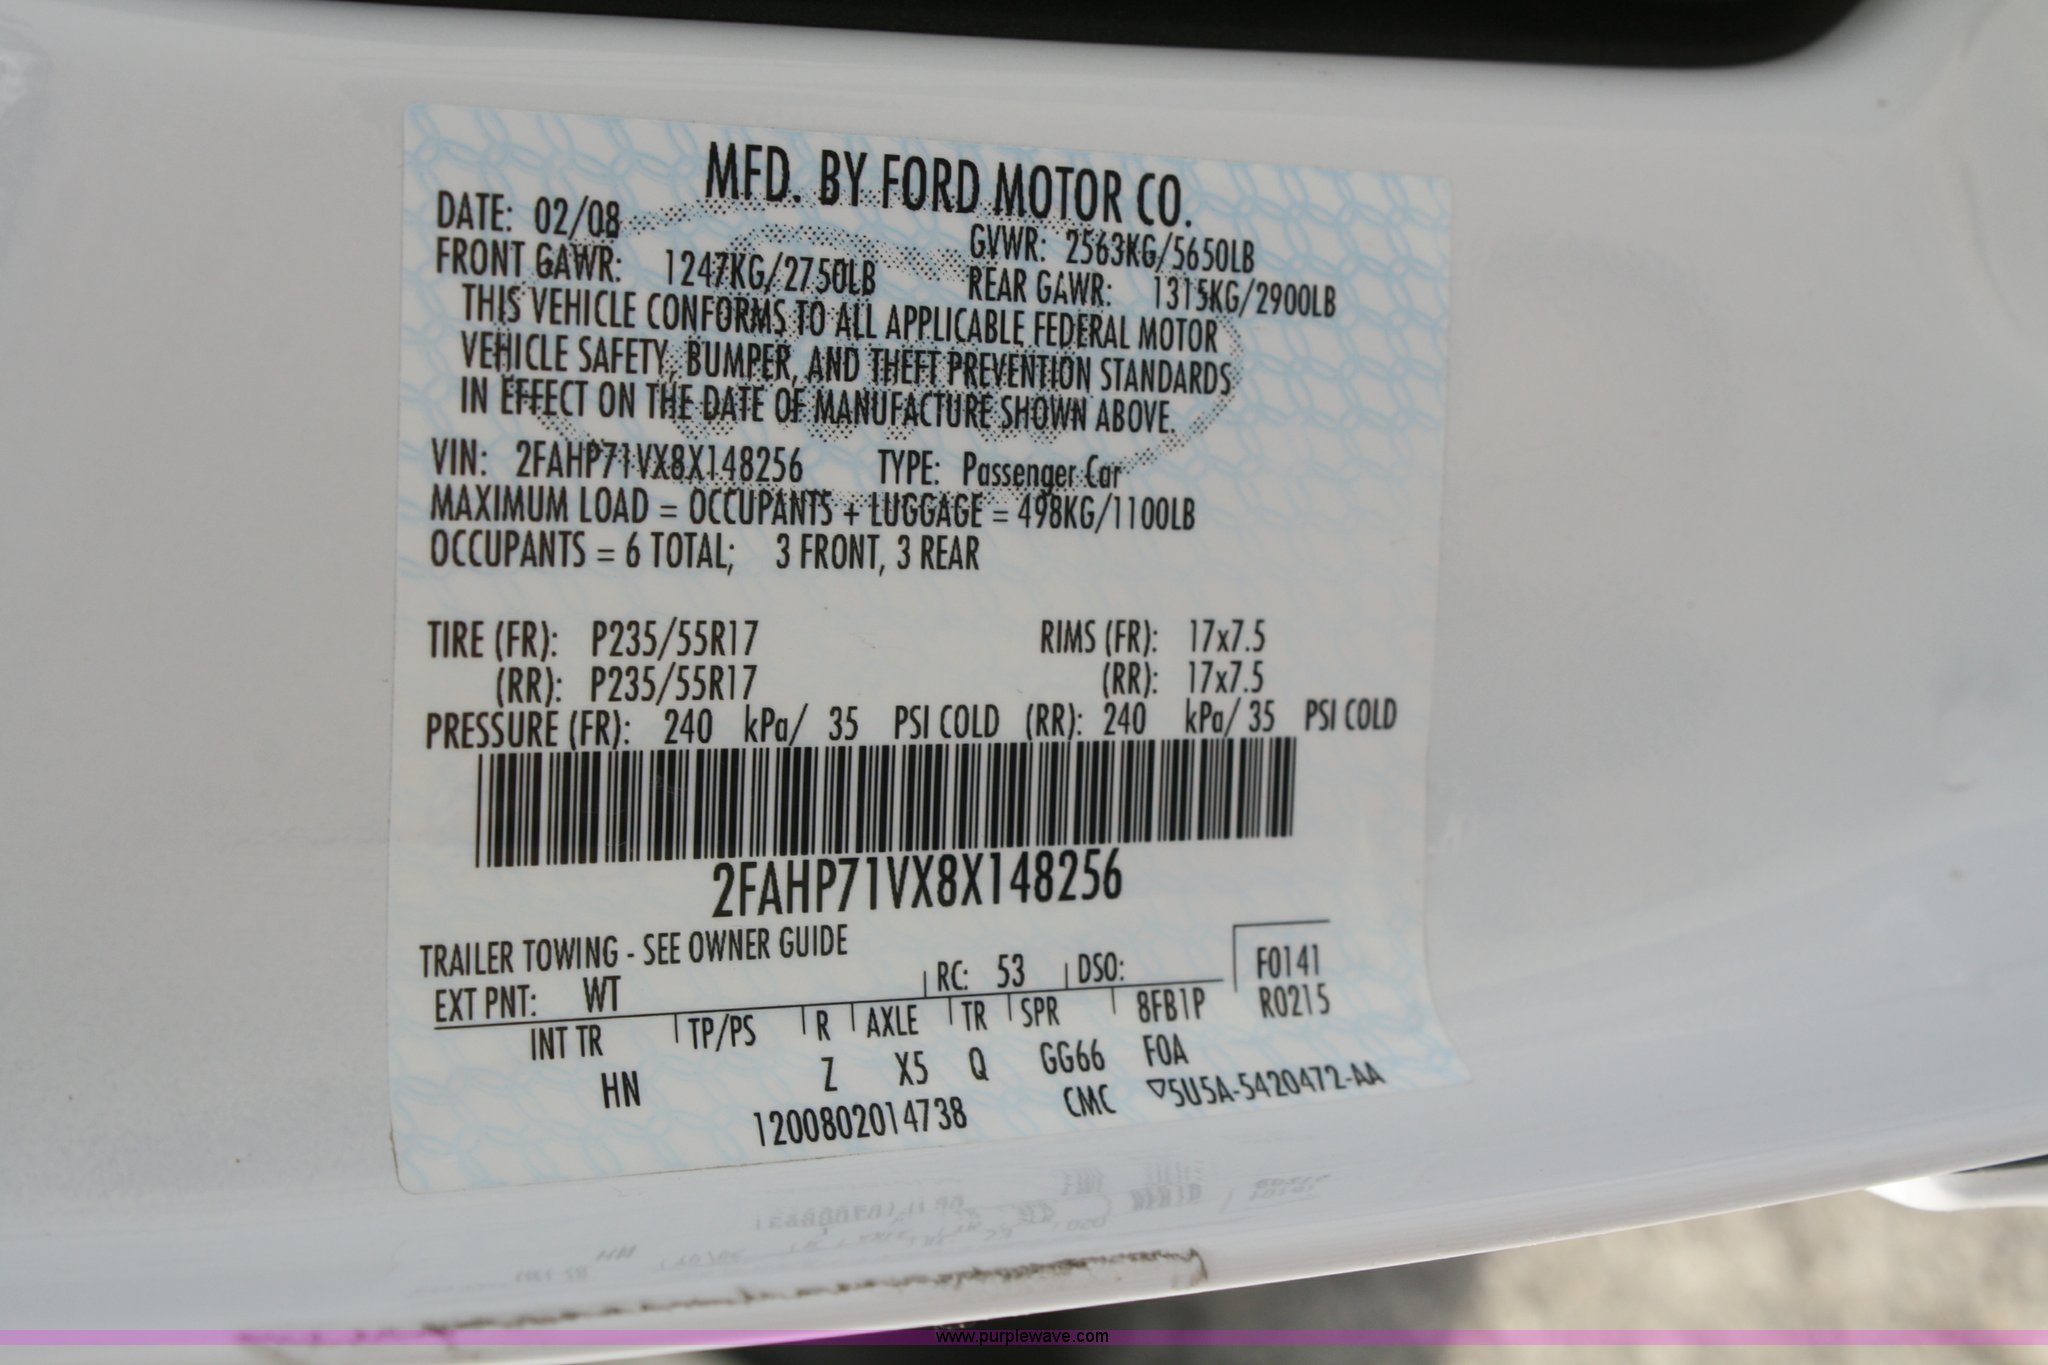 MFD. BY FORD MOTOR CO.
DATE: 02/08 GVWR: 2563KG/5650LB
FRONT GAWR: 1247KG/2750LB REAR GAWR: 1315KG/2900LB
THIS VEHICLE CONFORMS TO ALL APPLICABLE FEDERAL MOTOR
VEHICLE SAFETY, BUMPER, AND THEFT PREVENTION STANDARDS
IN EFFECT ON THE DATE OF MANUFACTURE SHOWN ABOVE.
VIN: 2FAHP71VX8X148256 TYPE: Passenger Car
MAXIMUM LOAD = OCCUPANTS + LUGGAGE = 498KG/1100LB
OCCUPANTS = 6 TOTAL; 3 FRONT, 3 REAR
TIRE (FR): P235/55R17 RIMS (FR): 17x7.5
(RR): P235/55R17 (RR): 17x7.5
PRESSURE (FR): 240 kPa/ 35 PSI COLD (RR): 240 kPa/ 35 PSI COLD
2FAHP71VX8X148256
TRAILER TOWING - SEE OWNER GUIDE
EXT PNT: WT RC: 53 DSO: F0141
INT TR TP/PS R AXLE TR SPR 8FB1P R0215
HN Z X5 Q GG66 F0A
1200802014738 CMC ▽5U5A-5420472-AA
www.purplewave.com